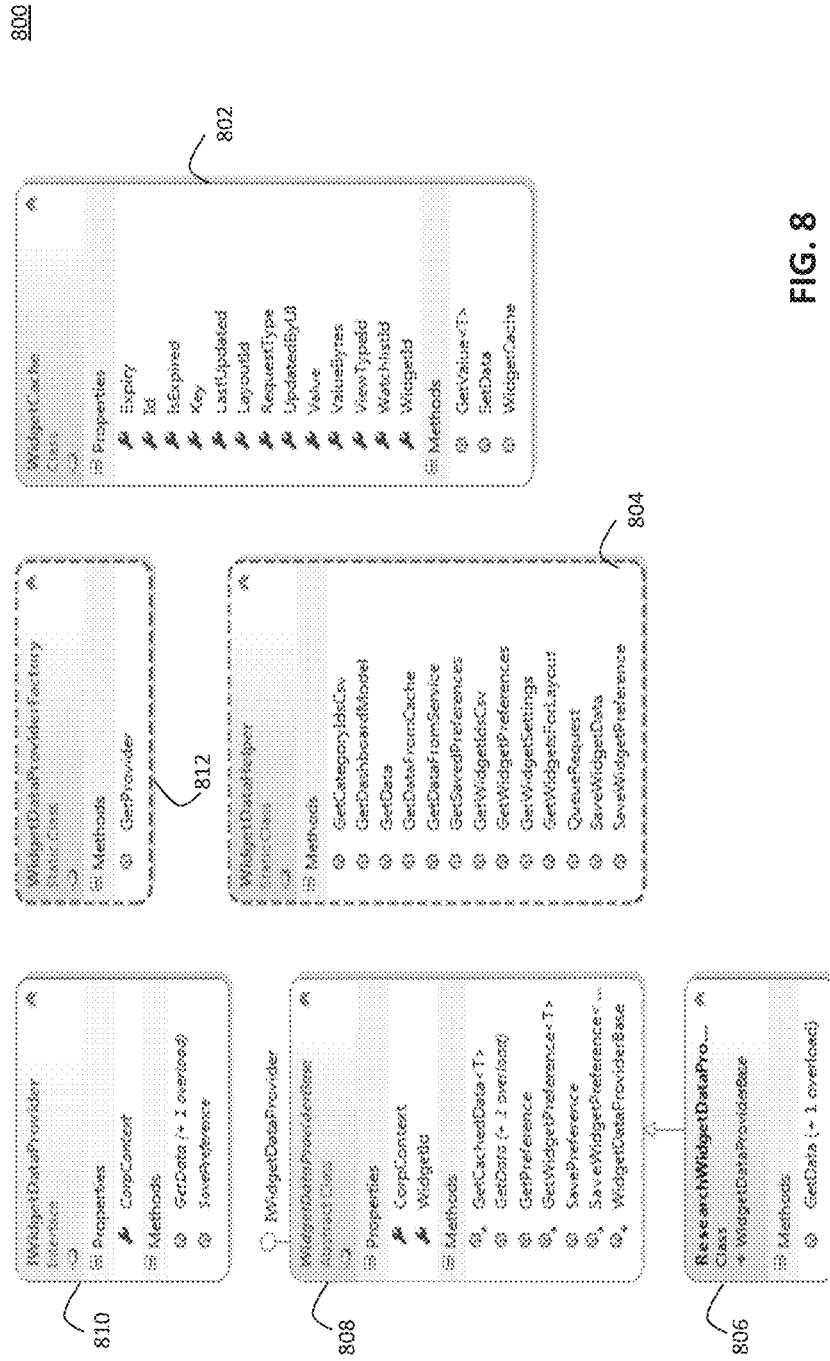 800
IWidgetDataProvider
Interface
Properties
CorpContent
Methods
GetData (+ 1 overload)
SavePreference
810
IWidgetDataProvider
WidgetDataProviderBase
Abstract Class
Properties
CorpContent
WidgetId
Methods
GetCachedData<T>
GetData (+ 1 overload)
GetPreference
GetWidgetPreference<T>
SavePreference
SaveWidgetPreference< ...
WidgetDataProviderBase
808
ResearchWidgetDataPro...
Class
WidgetDataProviderBase
Methods
GetData (+ 1 overload)
806
WidgetDataProviderFactory
Static Class
Methods
GetProvider
812
WidgetDataHelper
Static Class
Methods
GetCategoryIdsCsv
GetDashboardModel
GetData
GetDataFromCache
GetDataFromService
GetSavedPreferences
GetWidgetIdsCsv
GetWidgetPreferences
GetWidgetSettings
GetWidgetsForLayout
QueueRequest
SaveWidgetData
SaveWidgetPreference
804
WidgetCache
Class
Properties
Expiry
Id
IsExpired
Key
LastUpdated
LayoutId
RequestType
UpdatedByLB
Value
ValueBytes
ViewTypeId
WatchlistId
WidgetId
Methods
GetValue<T>
SetData
WidgetCache
802
FIG. 8